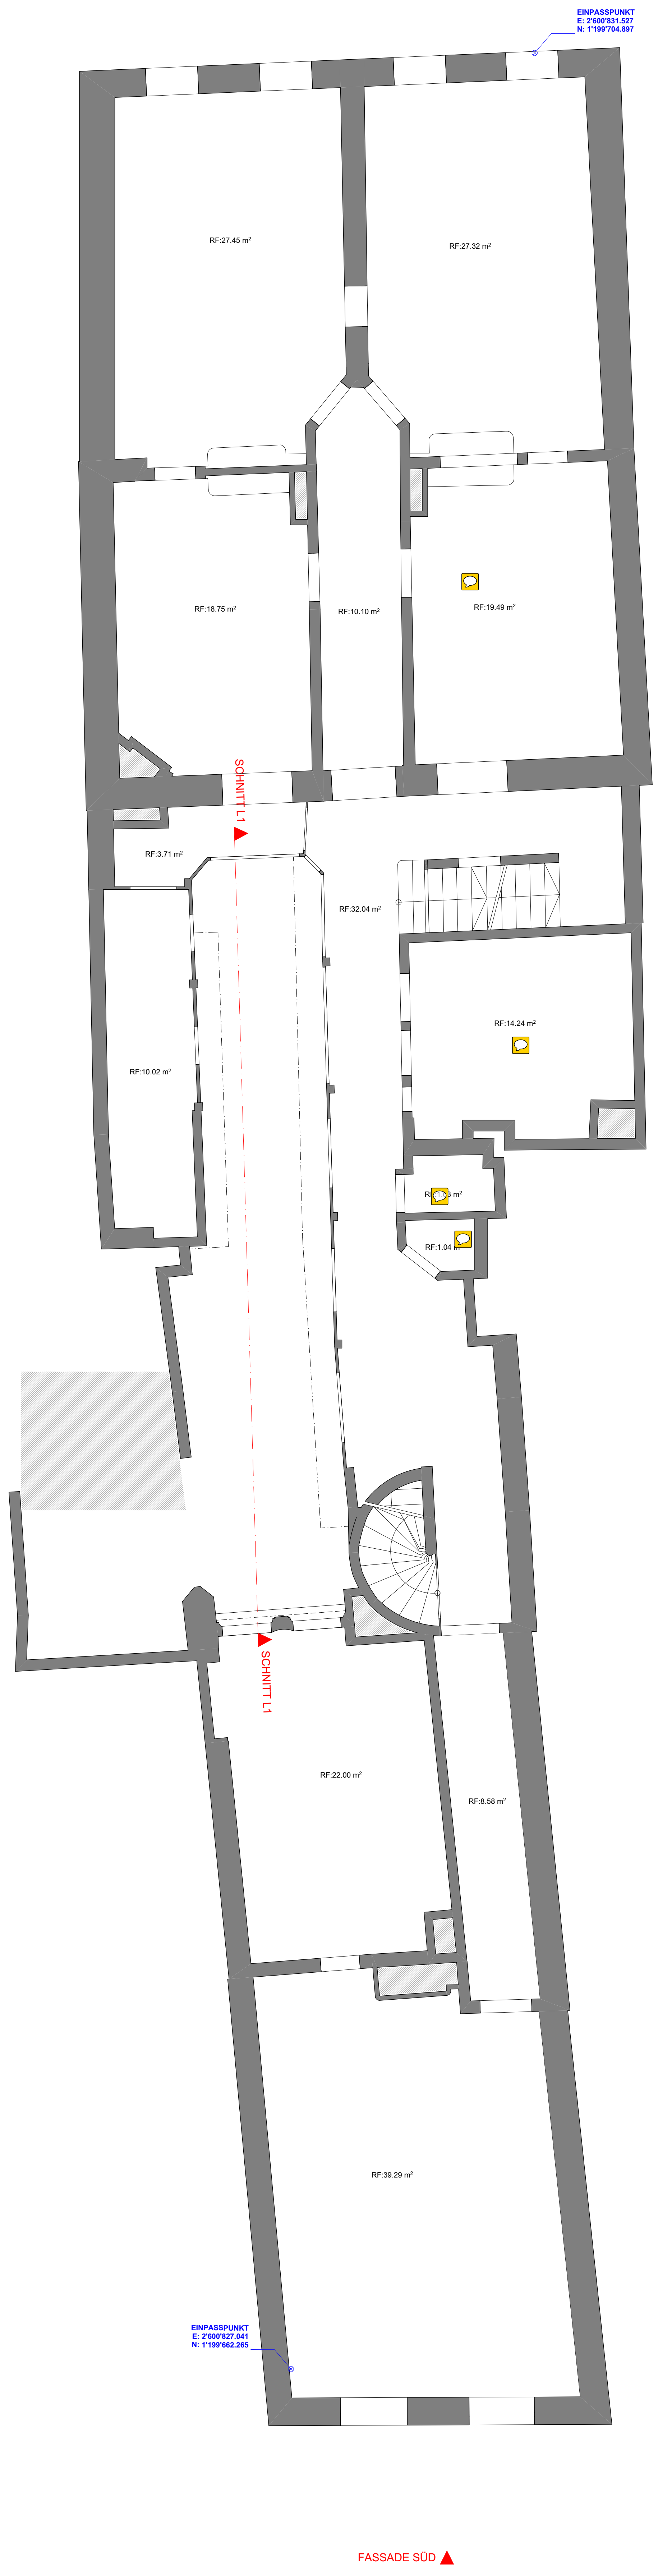 EINPASSPUNKT
E: 2'600'831.527
N: 1'199'704.897
RF:27.45 m²
RF:27.32 m²
RF:18.75 m²
RF:10.10 m²
RF:19.49 m²
SCHNITT L1
RF:3.71 m²
RF:32.04 m²
RF:14.24 m²
RF:10.02 m²
RF:1.04 m
SCHNITT L1
RF:22.00 m²
RF:8.58 m²
RF:39.29 m²
EINPASSPUNKT
E: 2'600'827.041
N: 1'199'662.265
FASSADE SÜD